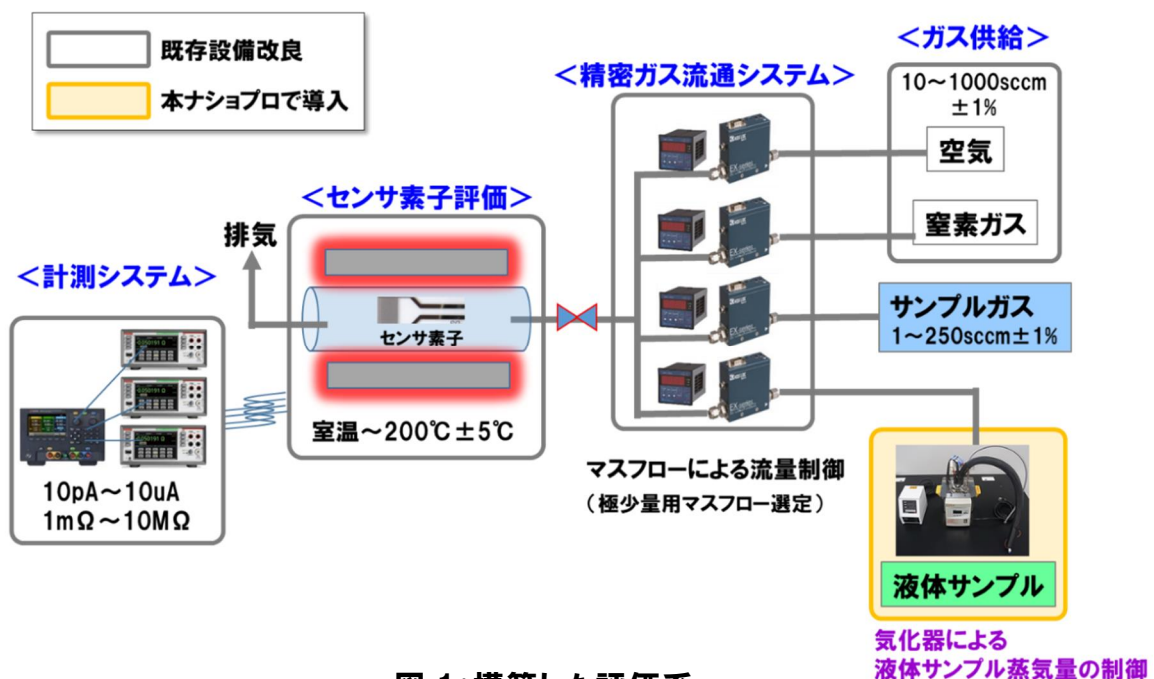 既存設備改良
本ナショプロで導入
＜ガス供給＞
10～1000sccm
±1%
空気
窒素ガス
＜精密ガス流通システム＞
＜センサ素子評価＞
排気
センサ素子
室温～200℃±5℃
＜計測システム＞
10pA～10uA
1mΩ～10MΩ
サンプルガス
1～250sccm±1%
マスフローによる流量制御
（極少量用マスフロー選定）
液体サンプル
気化器による
液体サンプル蒸気量の制御